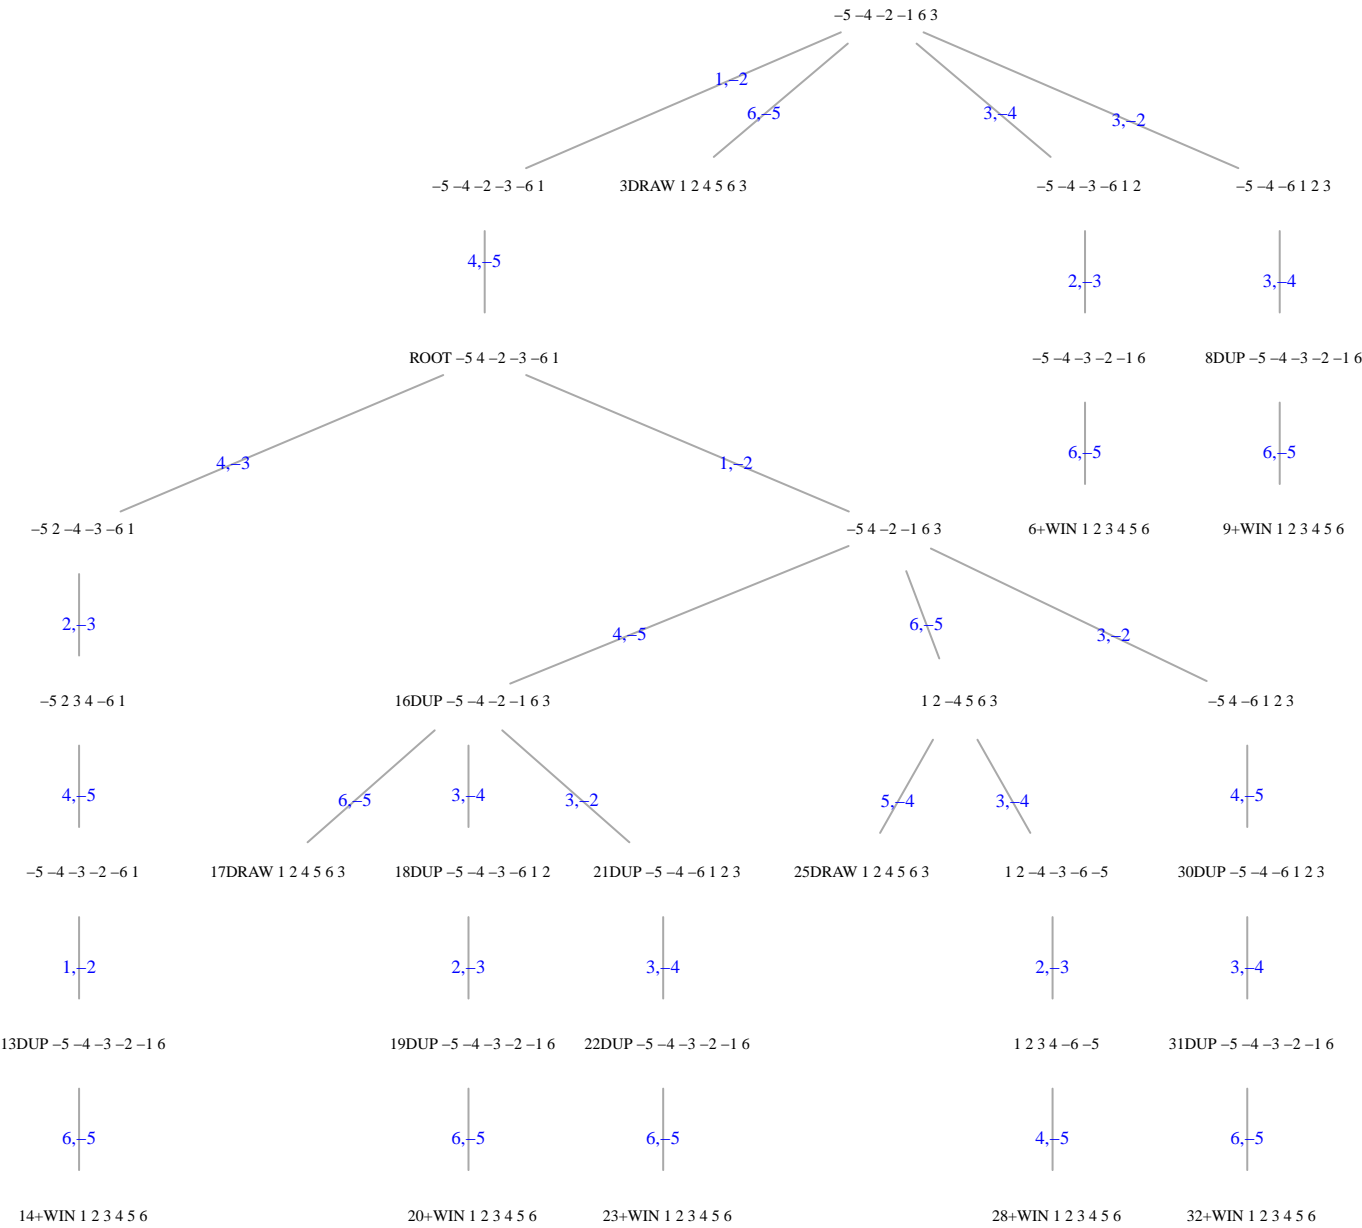 –5 –4 –2 –1 6 3
1,–2
6,–5
3,–4
3,–2
–5 –4 –2 –3 –6 1
3DRAW 1 2 4 5 6 3
–5 –4 –3 –6 1 2
–5 –4 –6 1 2 3
4,–5
2,–3
3,–4
ROOT –5 4 –2 –3 –6 1
–5 –4 –3 –2 –1 6
8DUP –5 –4 –3 –2 –1 6
4,–3
1,–2
6,–5
6,–5
–5 2 –4 –3 –6 1
–5 4 –2 –1 6 3
6+WIN 1 2 3 4 5 6
9+WIN 1 2 3 4 5 6
2,–3
4,–5
6,–5
3,–2
–5 2 3 4 –6 1
16DUP –5 –4 –2 –1 6 3
1 2 –4 5 6 3
–5 4 –6 1 2 3
4,–5
6,–5
3,–4
3,–2
5,–4
3,–4
4,–5
–5 –4 –3 –2 –6 1
17DRAW 1 2 4 5 6 3
18DUP –5 –4 –3 –6 1 2
21DUP –5 –4 –6 1 2 3
25DRAW 1 2 4 5 6 3
1 2 –4 –3 –6 –5
30DUP –5 –4 –6 1 2 3
1,–2
2,–3
3,–4
2,–3
3,–4
13DUP –5 –4 –3 –2 –1 6
19DUP –5 –4 –3 –2 –1 6
22DUP –5 –4 –3 –2 –1 6
1 2 3 4 –6 –5
31DUP –5 –4 –3 –2 –1 6
6,–5
6,–5
6,–5
4,–5
6,–5
14+WIN 1 2 3 4 5 6
20+WIN 1 2 3 4 5 6
23+WIN 1 2 3 4 5 6
28+WIN 1 2 3 4 5 6
32+WIN 1 2 3 4 5 6